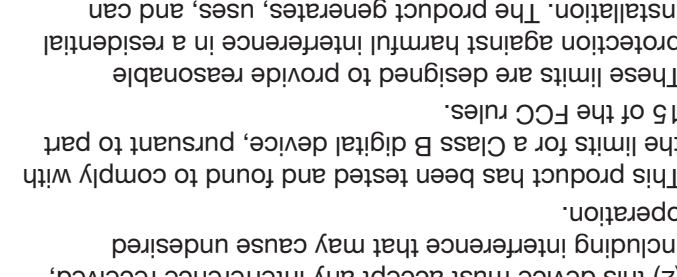 (2) this device must accept any interference received,
including interference that may cause undesired
operation.
This product has been tested and found to comply with
the limits for a Class B digital device, pursuant to part
15 of the FCC rules.
These limits are designed to provide reasonable
protection against harmful interference in a residential
installation. The product generates, uses, and can